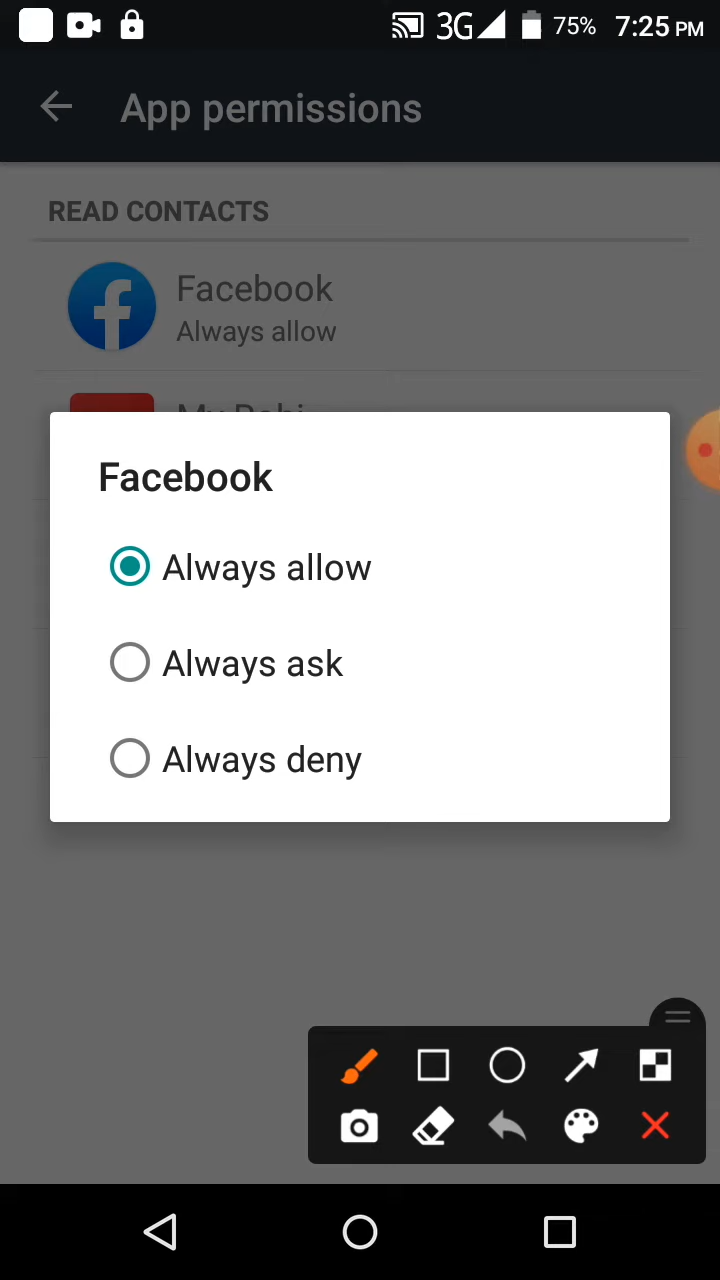 3G 75% 7:25 PM
App permissions
READ CONTACTS
Facebook
Always allow
Facebook
Always allow
Always ask
Always deny